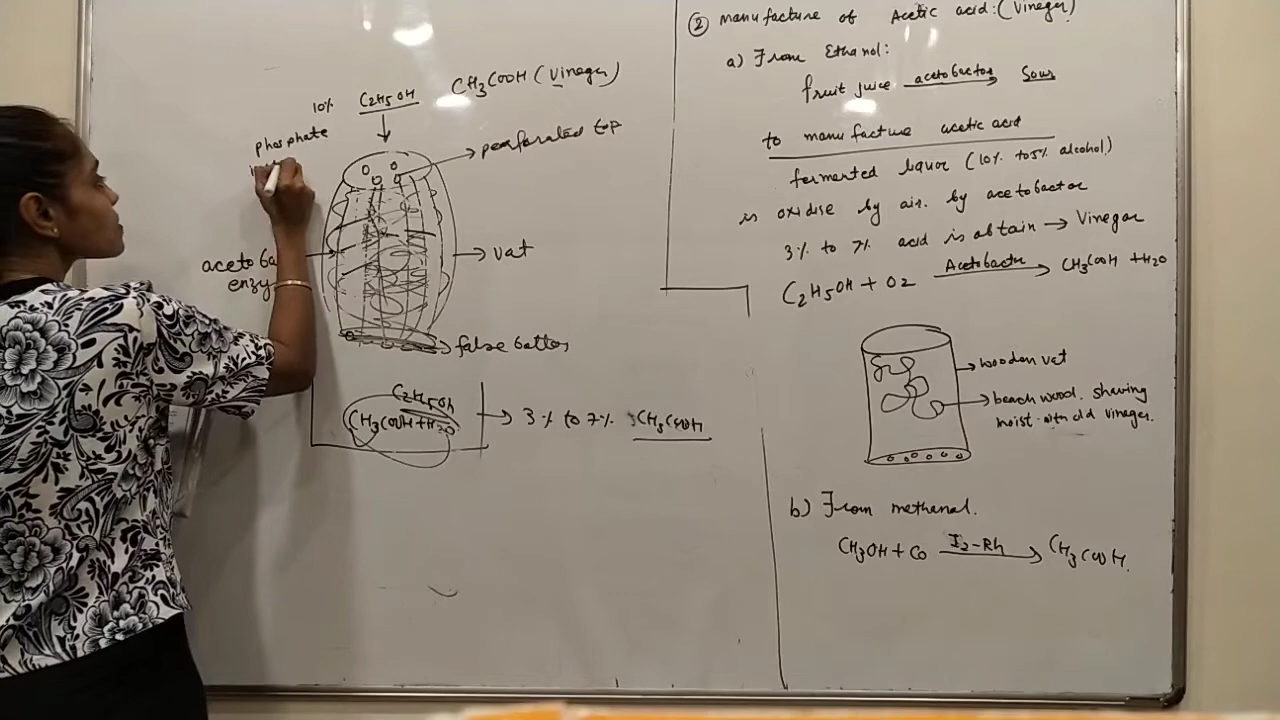 10% C2H5OH
CH3COOH (Vinegar)
phosphate
perforated top
aceto ba
enzy
vat
false bottom
C2H5OH
CH3COOH + H2O
3% to 7% CH3COOH
② manufacture of Acetic acid: (Vinegar)
a) From Ethanol:
fruit juice acetobactor Sour
to manufacture acetic acid
fermented liquor (10% to 5% alcohol)
is oxidise by air. by acetobactor
3% to 7% acid is obtain → Vinegar
C2H5OH + O2 Acetobactor CH3COOH + H2O
wooden vat
beach wood. shaving
moist with old vinegar.
b) From methanol.
CH3OH + CO I2-Rh CH3COOH.